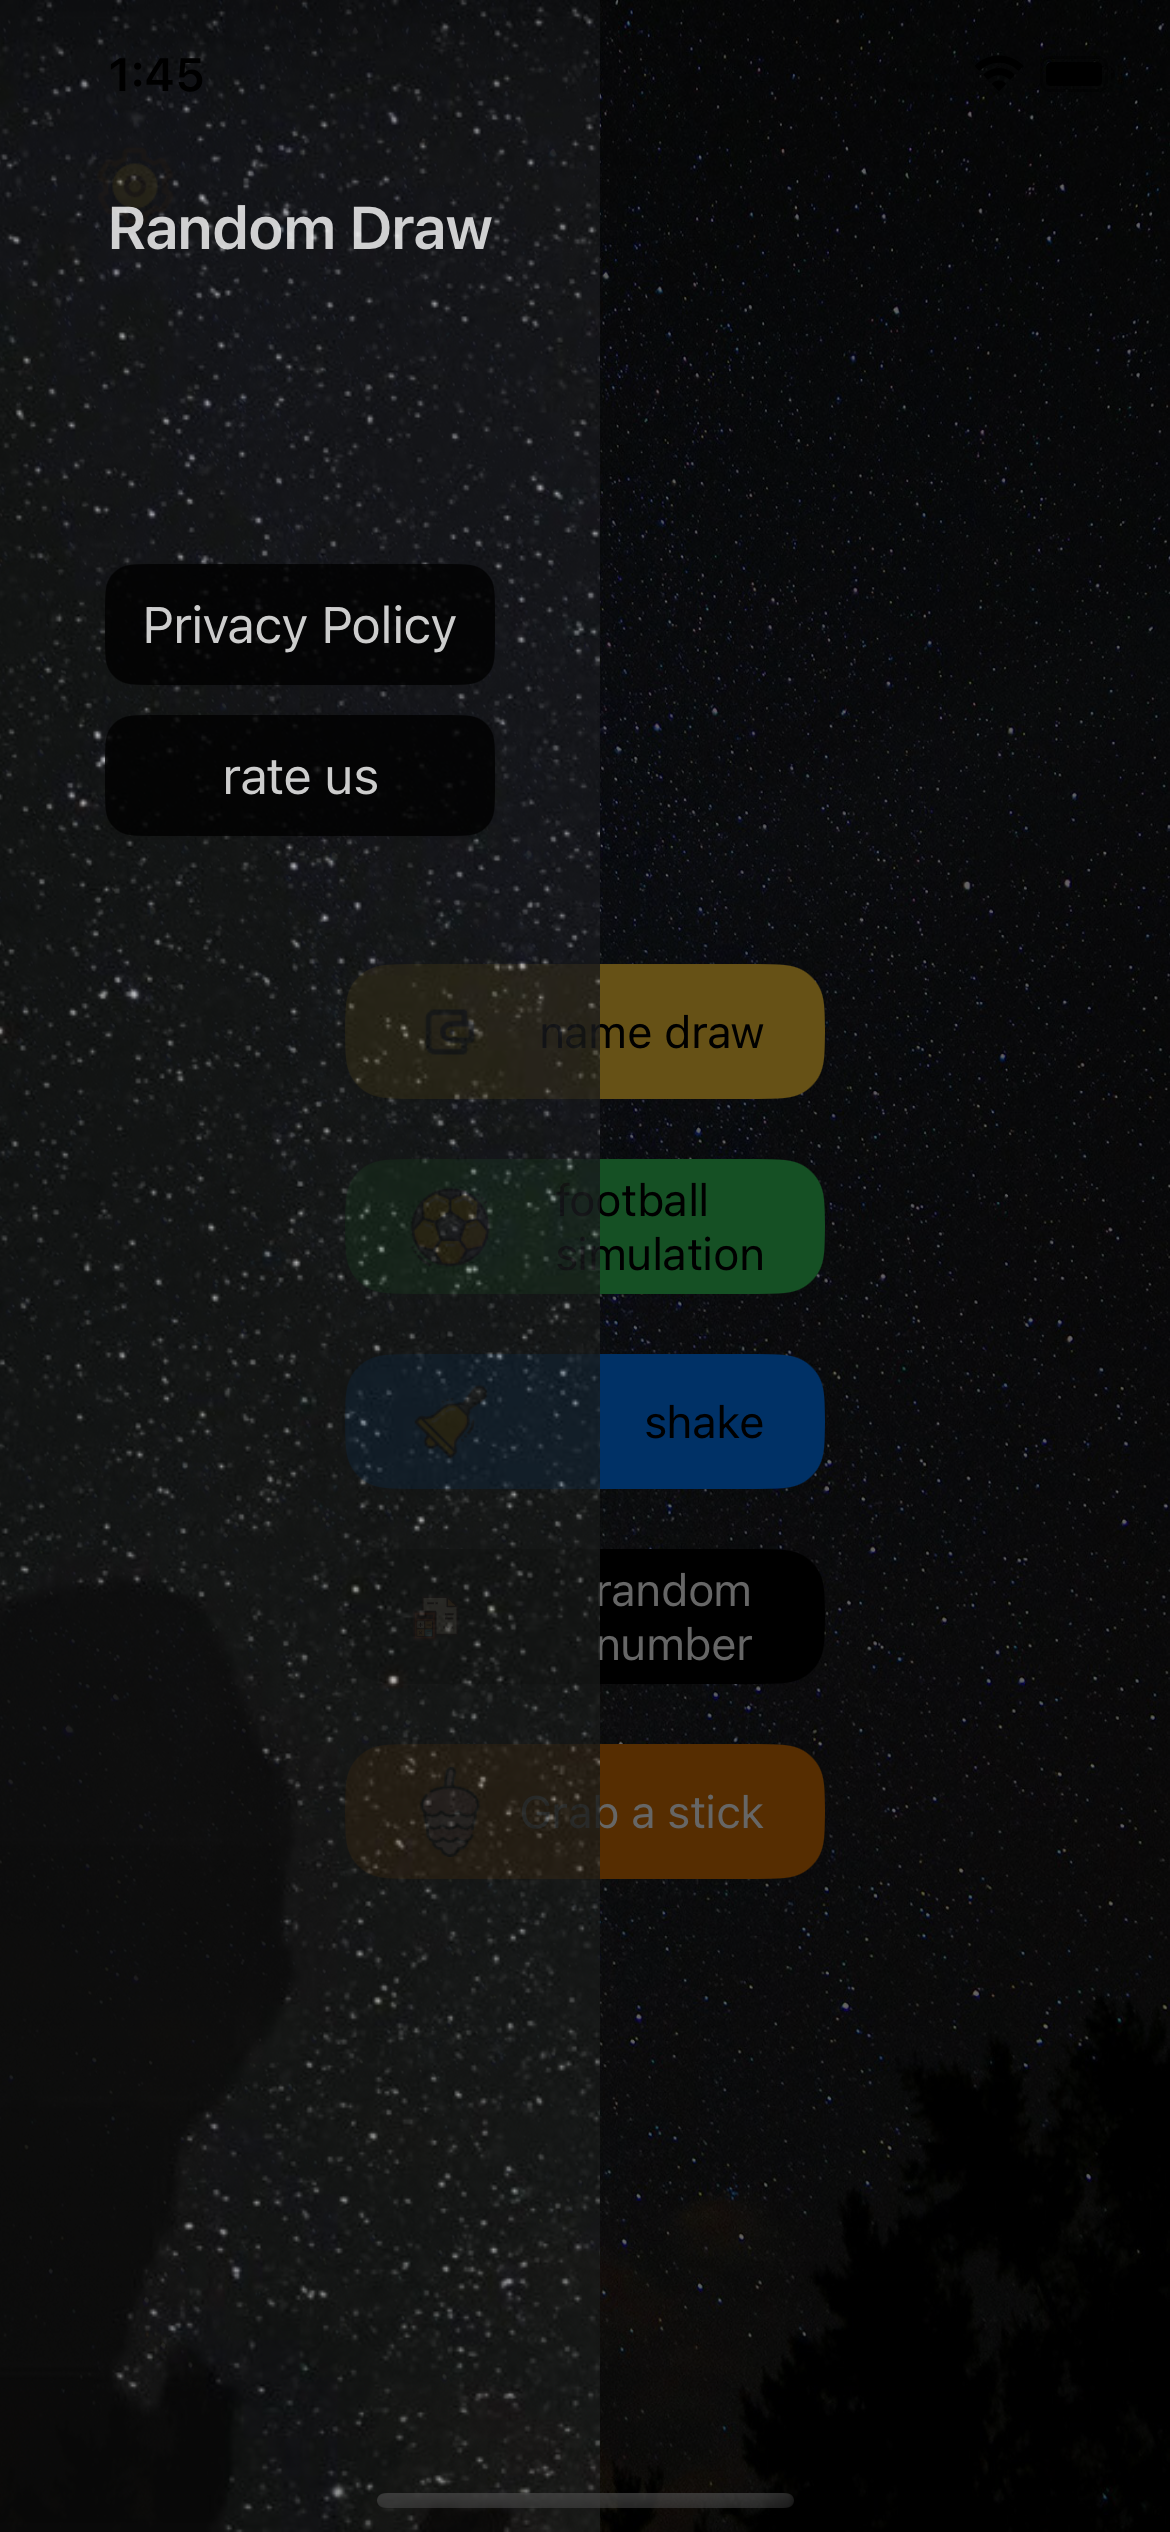 1:45
Random Draw
Privacy Policy
rate us
name draw
football
simulation
shake
random
number
Grab a stick